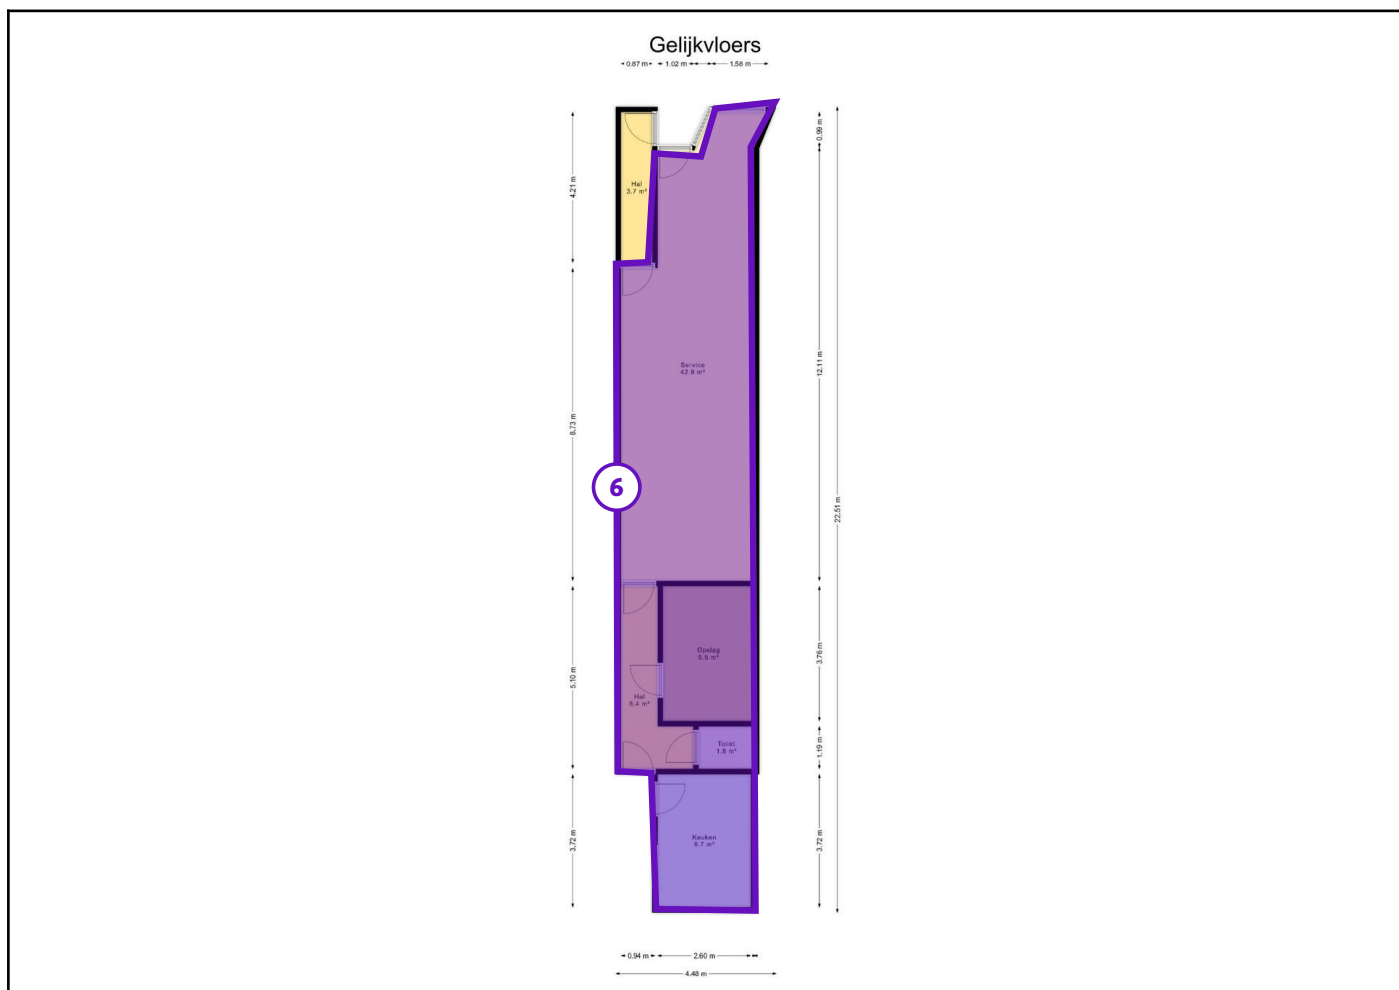 Gelijkvloers
0.87 m
1.02 m
1.58 m
0.99 m
4.21 m
Hal
3.7 m²
Service
42.9 m²
12.11 m
8.73 m
6
22.51 m
Opslag
9.5 m²
3.76 m
5.10 m
Hal
6.4 m²
Toilet
1.8 m²
1.19 m
Keuken
9.7 m²
3.72 m
3.72 m
0.94 m
2.60 m
4.48 m